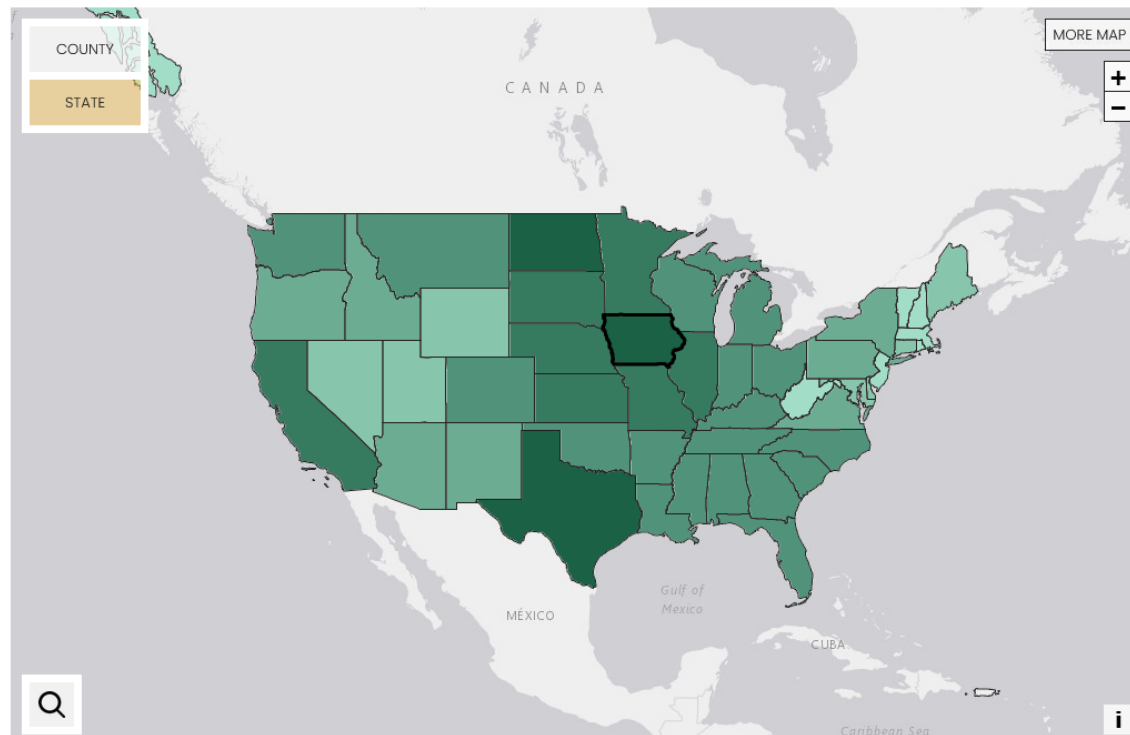 COUNTY
STATE
MORE MAP
+
−
CANADA
Gulf of
Mexico
MÉXICO
CUBA
i
Caribbean Sea